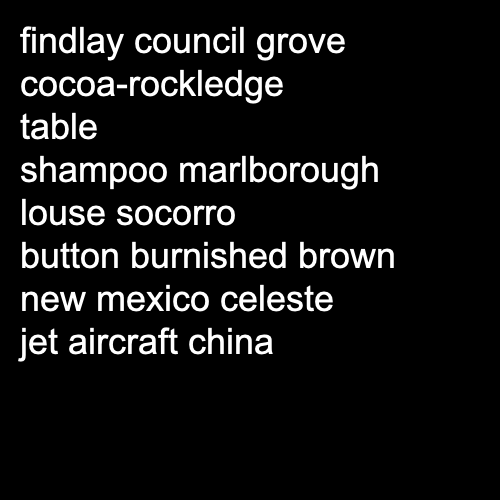 findlay council grove
cocoa-rockledge
table
shampoo marlborough
louse socorro
button burnished brown
new mexico celeste
jet aircraft china